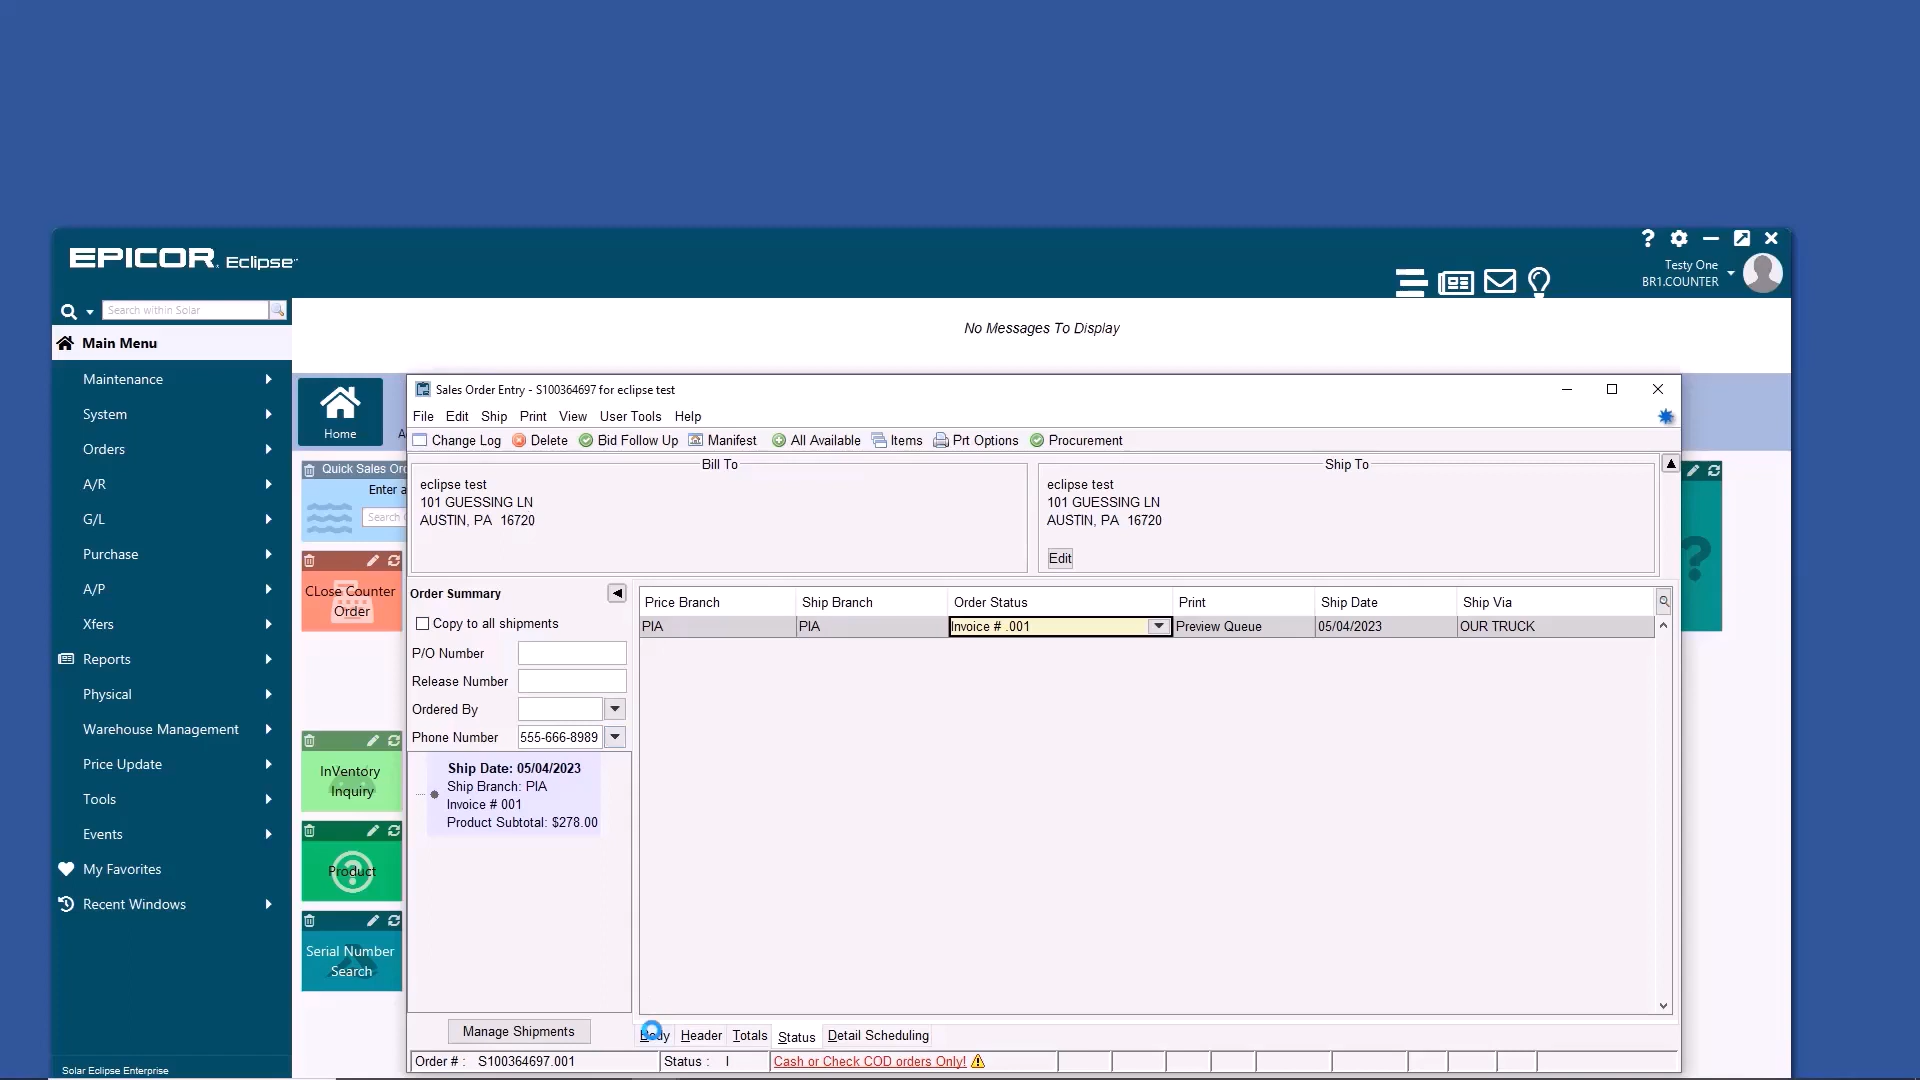 EPICOR Eclipse
Testy One
BR1.COUNTER
Search within Solar
No Messages To Display
Main Menu
Maintenance
System
Orders
A/R
G/L
Purchase
A/P
Xfers
Reports
Physical
Warehouse Management
Price Update
Tools
Events
My Favorites
Recent Windows
Solar Eclipse Enterprise
Home
Quick Sales Ord
Enter a
Search
CLose Counter
Order
InVentory
Inquiry
Product
Serial Number
Search
Sales Order Entry - S100364697 for eclipse test
File Edit Ship Print View User Tools Help
Change Log Delete Bid Follow Up Manifest All Available Items Prt Options Procurement
Bill To
eclipse test
101 GUESSING LN
AUSTIN, PA 16720
Ship To
eclipse test
101 GUESSING LN
AUSTIN, PA 16720
Edit
Order Summary
Copy to all shipments
P/O Number
Release Number
Ordered By
Phone Number 555-666-8989
Ship Date: 05/04/2023
Ship Branch: PIA
Invoice # 001
Product Subtotal: $278.00
Manage Shipments
Price Branch Ship Branch Order Status Print Ship Date Ship Via
PIA PIA Invoice # .001 Preview Queue 05/04/2023 OUR TRUCK
Body Header Totals Status Detail Scheduling
Order # : S100364697.001 Status : I Cash or Check COD orders Only!